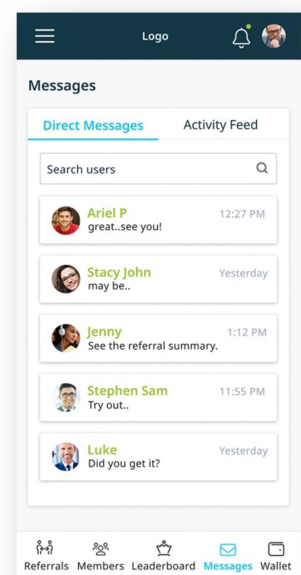 Logo
Messages
Direct Messages Activity Feed
Search users
Ariel P 12:27 PM
great..see you!
Stacy John Yesterday
may be..
Jenny 1:12 PM
See the referral summary.
Stephen Sam 11:55 PM
Try out..
Luke Yesterday
Did you get it?
Referrals Members Leaderboard Messages Wallet